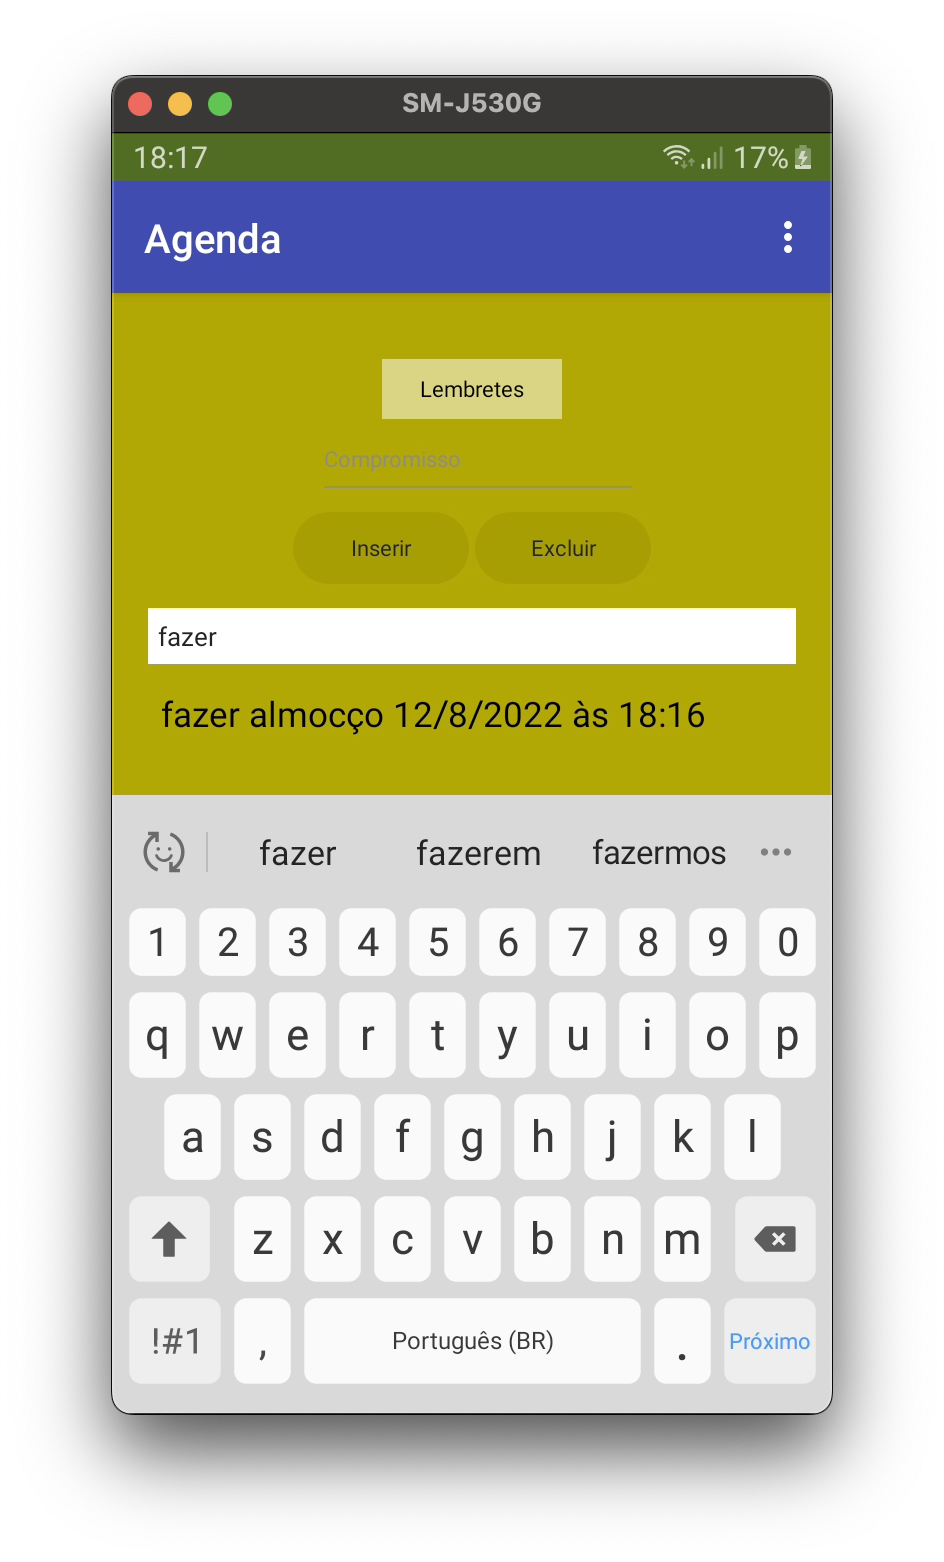 SM-J530G
18:17 17%
Agenda
Lembretes
Compromisso
Inserir Excluir
fazer
fazer almocço 12/8/2022 às 18:16
fazer fazerem fazermos
1 2 3 4 5 6 7 8 9 0
q w e r t y u i o p
a s d f g h j k l
z x c v b n m
!#1 , Português (BR) . Próximo